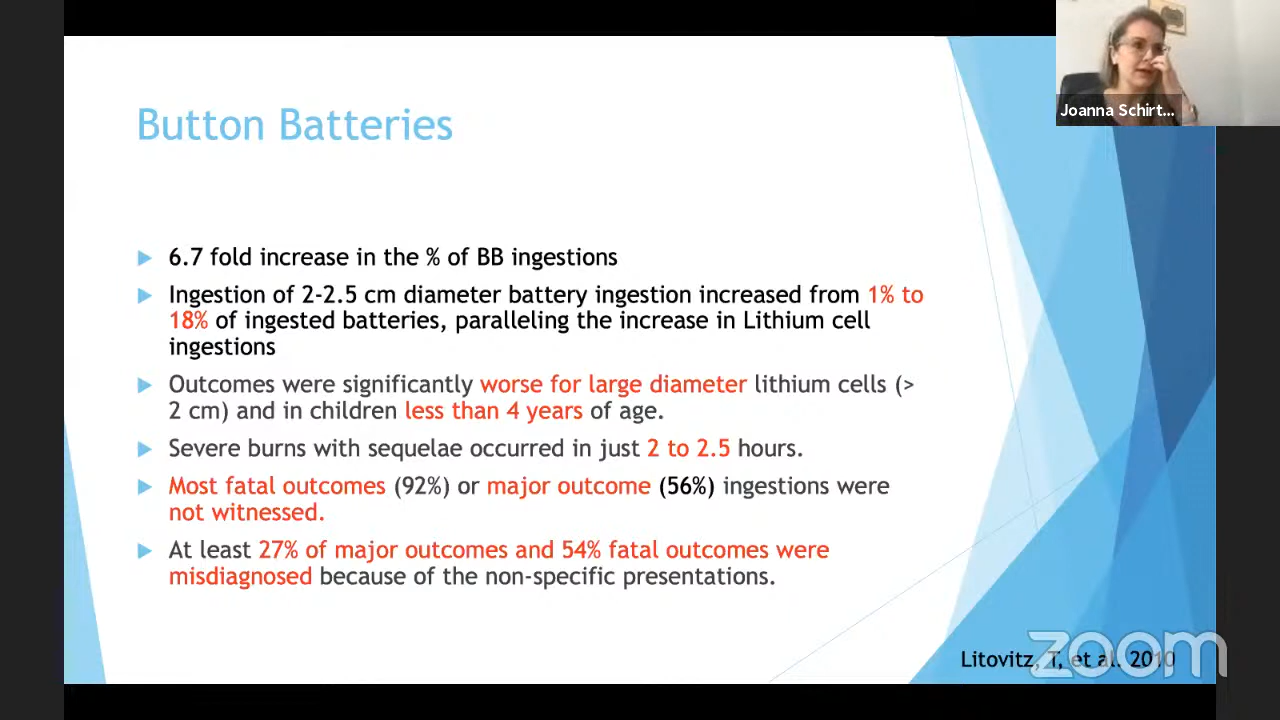 Joanna Schirt...
Button Batteries
6.7 fold increase in the % of BB ingestions
Ingestion of 2-2.5 cm diameter battery ingestion increased from 1% to
18% of ingested batteries, paralleling the increase in Lithium cell
ingestions
Outcomes were significantly worse for large diameter lithium cells (>
2 cm) and in children less than 4 years of age.
Severe burns with sequelae occurred in just 2 to 2.5 hours.
Most fatal outcomes (92%) or major outcome (56%) ingestions were
not witnessed.
At least 27% of major outcomes and 54% fatal outcomes were
misdiagnosed because of the non-specific presentations.
Litovitz, T, et al. 2010
zoom